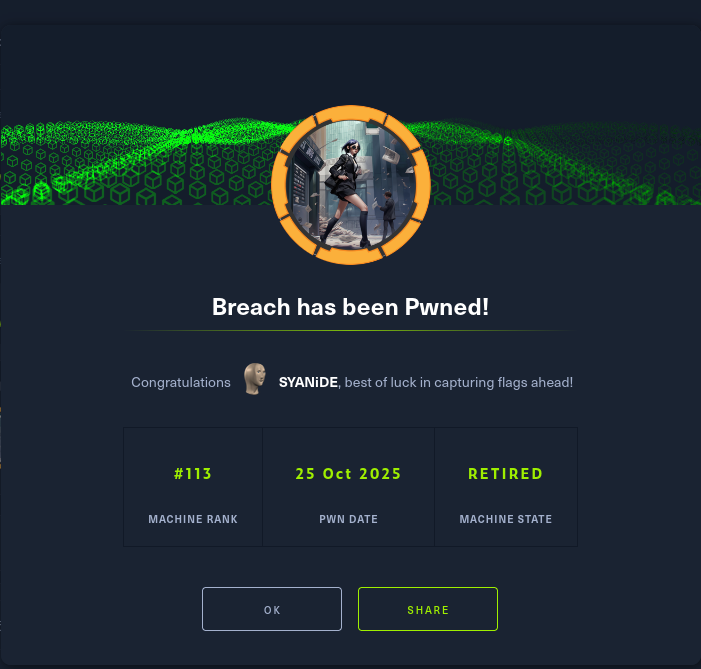 Breach has been Pwned!
Congratulations SYANiDE, best of luck in capturing flags ahead!
#113 25 Oct 2025 RETIRED
MACHINE RANK PWN DATE MACHINE STATE
OK SHARE